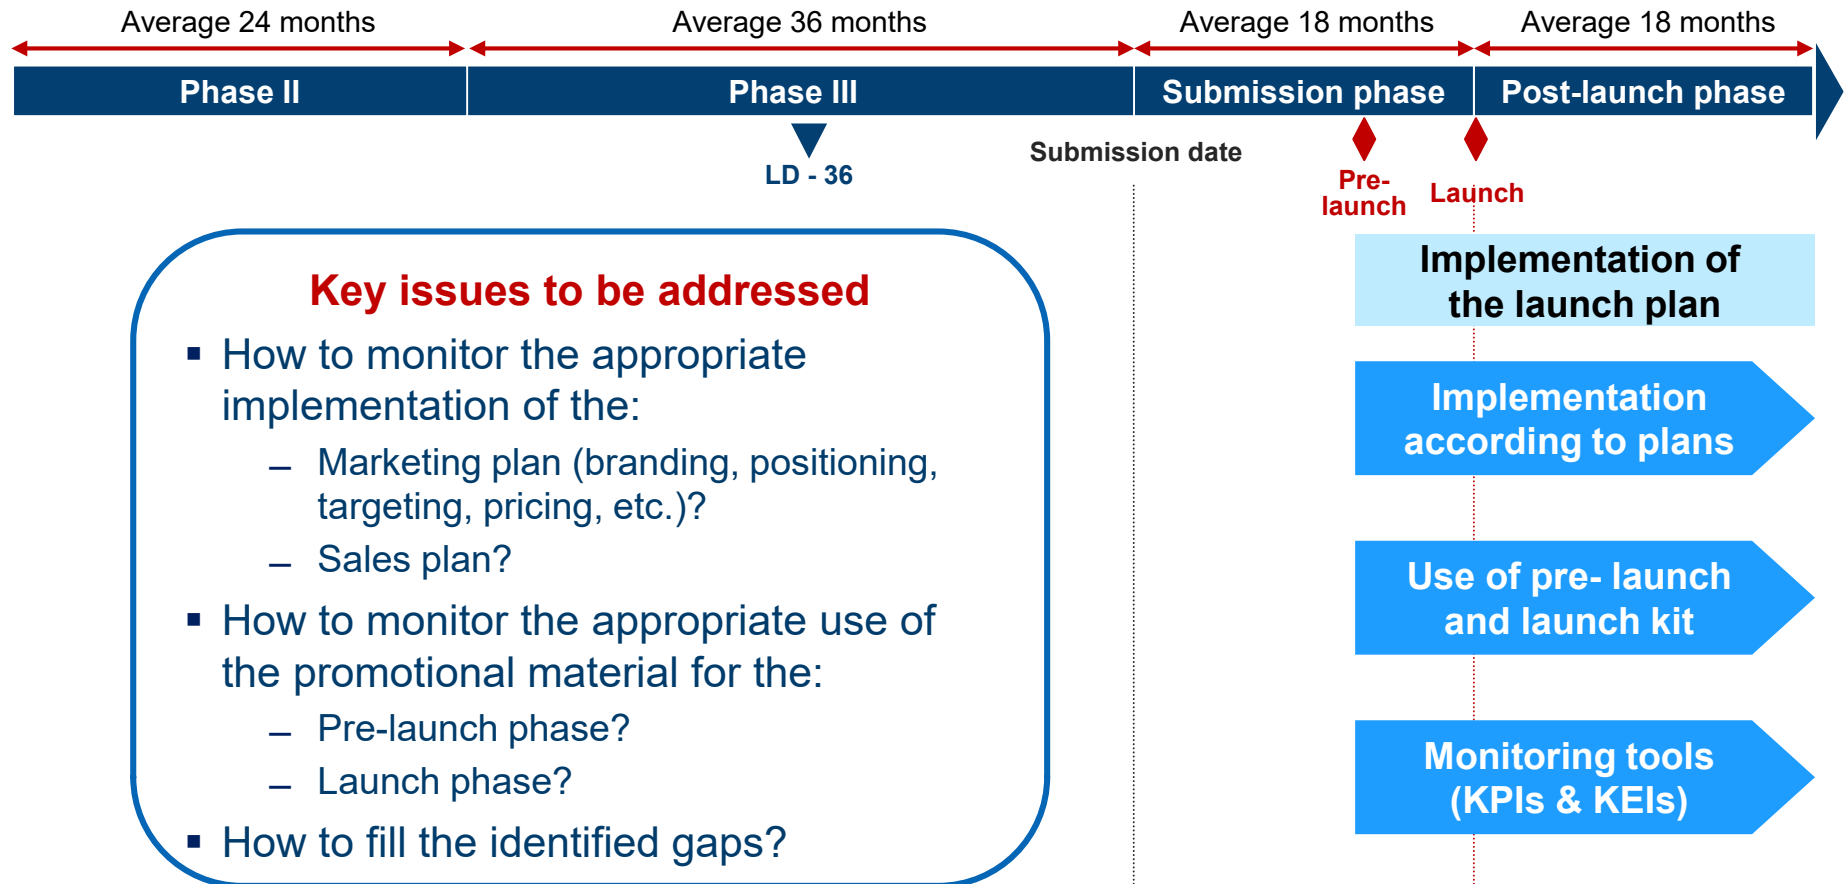 Average 24 months
Average 36 months
Average 18 months
Average 18 months
Phase II
Phase III
Submission phase
Post-launch phase
LD - 36
Submission date
Pre-
launch
Launch
Key issues to be addressed
▪ How to monitor the appropriate
implementation of the:
– Marketing plan (branding, positioning,
targeting, pricing, etc.)?
– Sales plan?
▪ How to monitor the appropriate use of
the promotional material for the:
– Pre-launch phase?
– Launch phase?
▪ How to fill the identified gaps?
Implementation of
the launch plan
Implementation
according to plans
Use of pre- launch
and launch kit
Monitoring tools
(KPIs & KEIs)